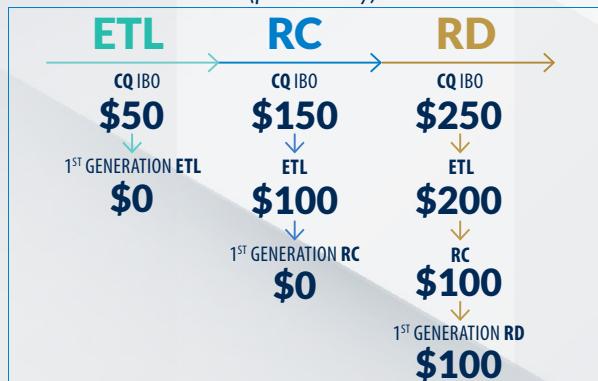 ETL RC RD
CQ IBO CQ IBO CQ IBO
$50 $150 $250
1ST GENERATION ETL ETL ETL
$0 $100 $200
1ST GENERATION RC RC
$0 $100
1ST GENERATION RD
$100